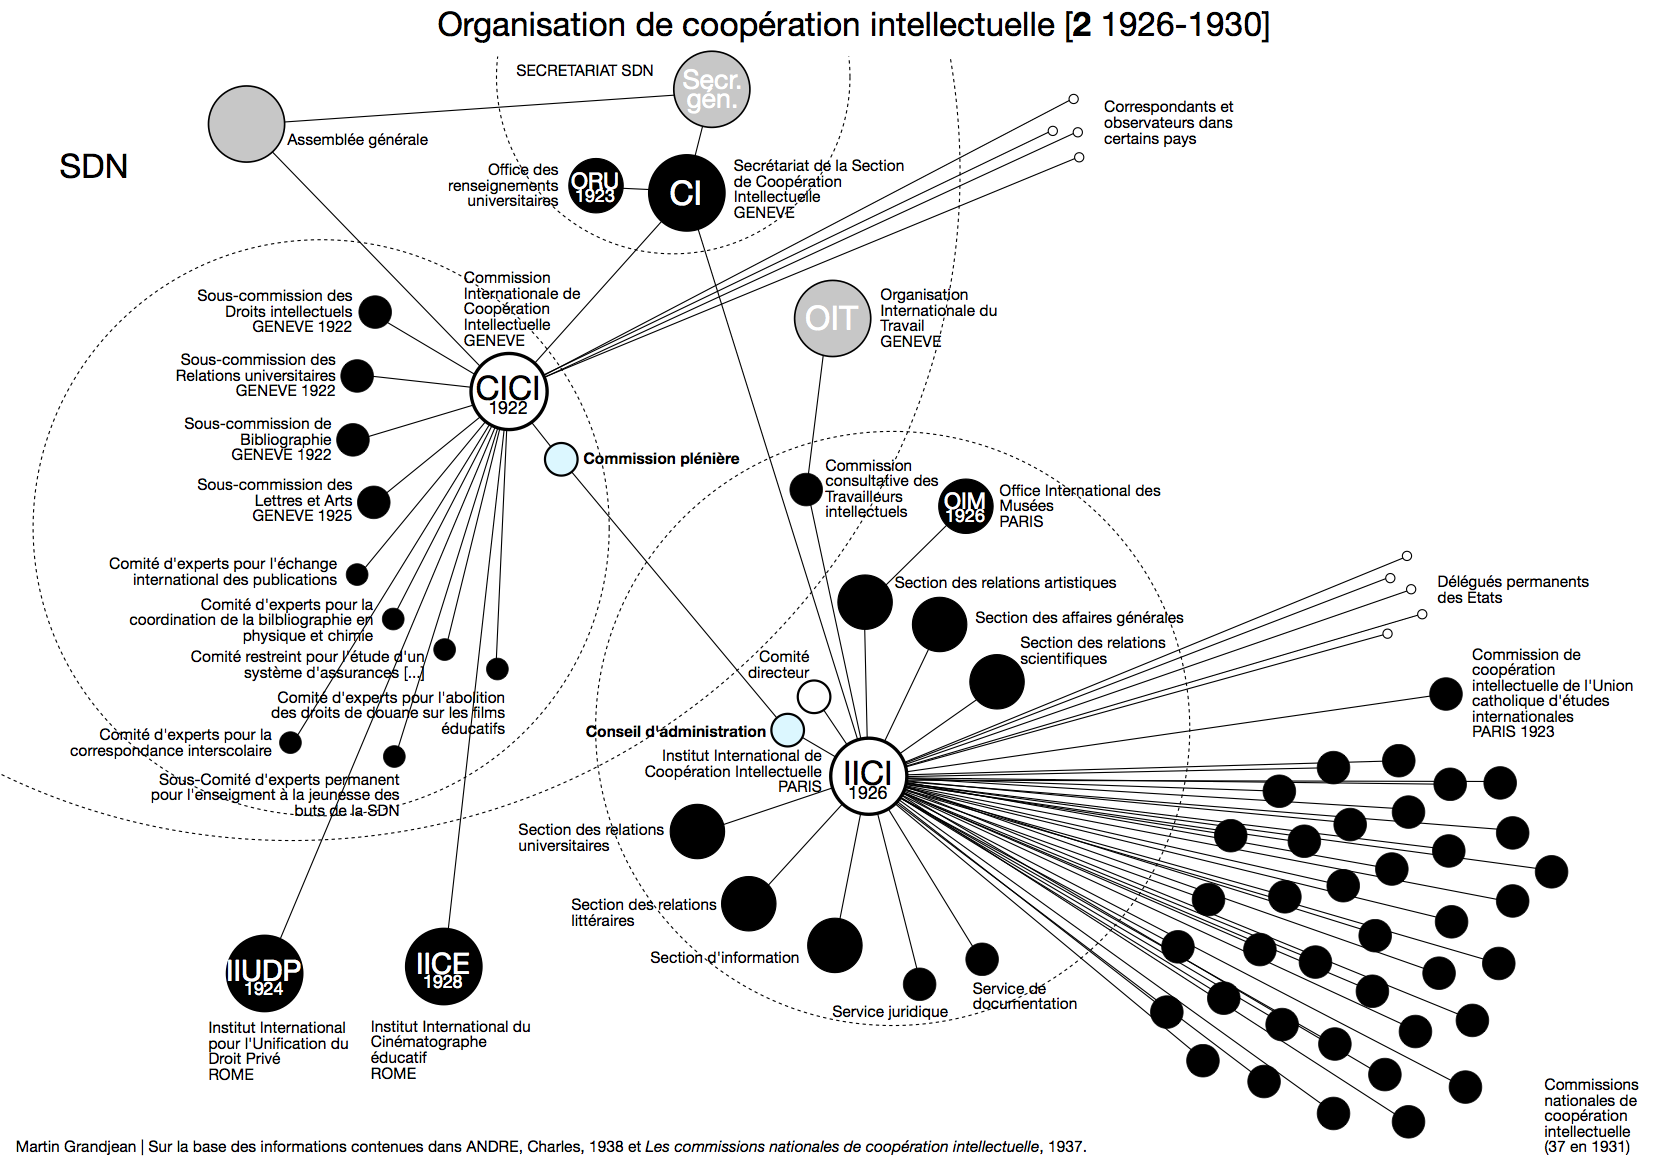 Organisation de coopération intellectuelle [2 1926-1930]
SECRETARIAT SDN
Secr.
gén.
Assemblée générale
SDN
Correspondants et
observateurs dans
certains pays
Office des
renseignements
universitaires
ORU
1923
CI
Secrétariat de la Section
de Coopération
Intellectuelle
GENEVE
Commission
Internationale de
Coopération
Intellectuelle
GENEVE
CICI
1922
Sous-commission des
Droits intellectuels
GENEVE 1922
Sous-commission des
Relations universitaires
GENEVE 1922
Sous-commission de
Bibliographie
GENEVE 1922
Sous-commission des
Lettres et Arts
GENEVE 1925
OIT
Organisation
Internationale du
Travail
GENEVE
Commission plénière
Commission
consultative des
Travailleurs
intellectuels
OIM
1926
Office International des
Musées
PARIS
Comité d'experts pour l'échange
international des publications
Comité d'experts pour la
coordination de la bibliographie en
physique et chimie
Comité restreint pour l'étude d'un
système d'assurances [...]
Comité d'experts pour l'abolition
des droits de douane sur les films
éducatifs
Comité d'experts pour la
correspondance interscolaire
Sous-Comité d'experts permanent
pour l'enseigment à la jeunesse des
buts de la SDN
Section des relations artistiques
Section des affaires générales
Section des relations
scientifiques
Délégués permanents
des Etats
Comité
directeur
Conseil d'administration
Institut International de
Coopération Intellectuelle
PARIS
IICI
1926
Commission de
coopération
intellectuelle de l'Union
catholique d'études
internationales
PARIS 1923
Section des relations
universitaires
Section des relations
littéraires
Section d'information
Service juridique
Service de
documentation
IIUDP
1924
Institut International
pour l'Unification du
Droit Privé
ROME
IICE
1928
Institut International du
Cinématographe
éducatif
ROME
Commissions
nationales de
coopération
intellectuelle
(37 en 1931)
Martin Grandjean | Sur la base des informations contenues dans ANDRE, Charles, 1938 et Les commissions nationales de coopération intellectuelle, 1937.